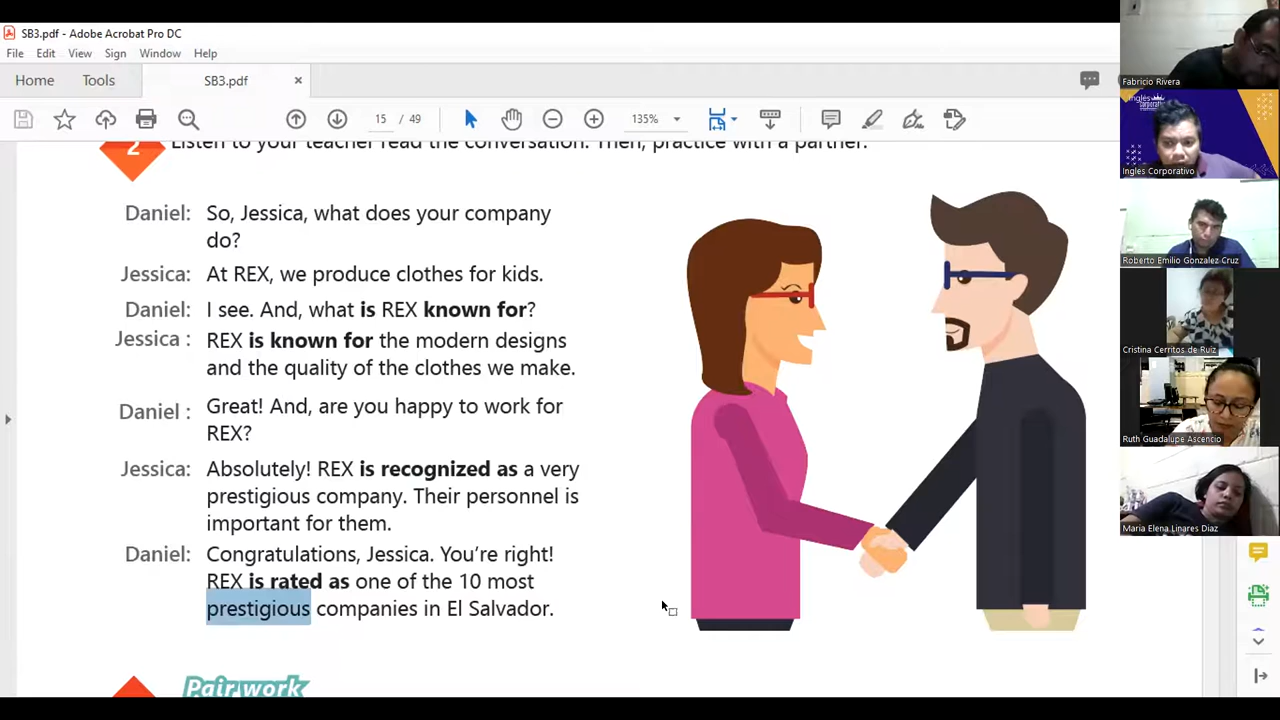 SB3.pdf - Adobe Acrobat Pro DC
File Edit View Sign Window Help
Home Tools SB3.pdf ×
15 / 49 135%
2 Listen to your teacher read the conversation. Then, practice with a partner.
Daniel: So, Jessica, what does your company
do?
Jessica: At REX, we produce clothes for kids.
Daniel: I see. And, what is REX known for?
Jessica : REX is known for the modern designs
and the quality of the clothes we make.
Daniel : Great! And, are you happy to work for
REX?
Jessica: Absolutely! REX is recognized as a very
prestigious company. Their personnel is
important for them.
Daniel: Congratulations, Jessica. You're right!
REX is rated as one of the 10 most
prestigious companies in El Salvador.
Pair work
Fabricio Rivera
Inglés
Corporativo
Ingles Corporativo
Roberto Emilio Gonzalez Cruz
Cristina Cerritos de Ruiz
Ruth Guadalupe Ascencio
Maria Elena Linares Diaz